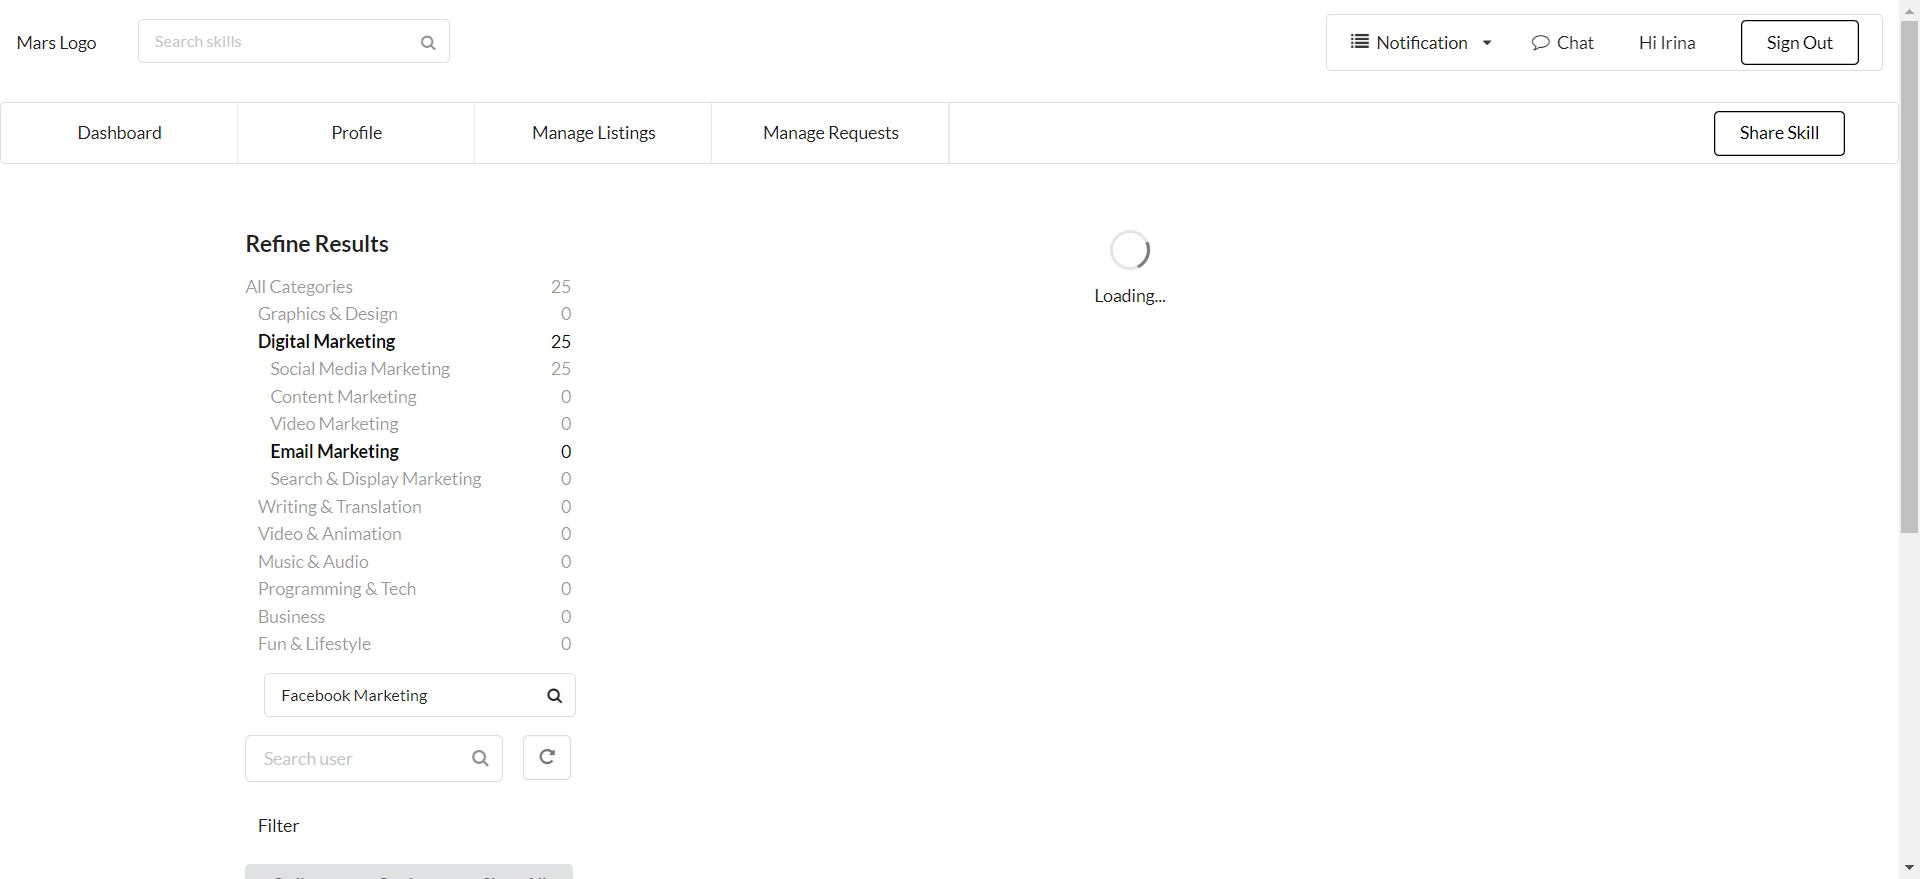 Mars Logo
Search skills
Notification
Chat
Hi Irina
Sign Out
Dashboard
Profile
Manage Listings
Manage Requests
Share Skill
Refine Results
All Categories 25
Graphics & Design 0
Digital Marketing 25
Social Media Marketing 25
Content Marketing 0
Video Marketing 0
Email Marketing 0
Search & Display Marketing 0
Writing & Translation 0
Video & Animation 0
Music & Audio 0
Programming & Tech 0
Business 0
Fun & Lifestyle 0
Facebook Marketing
Search user
Filter
Loading...